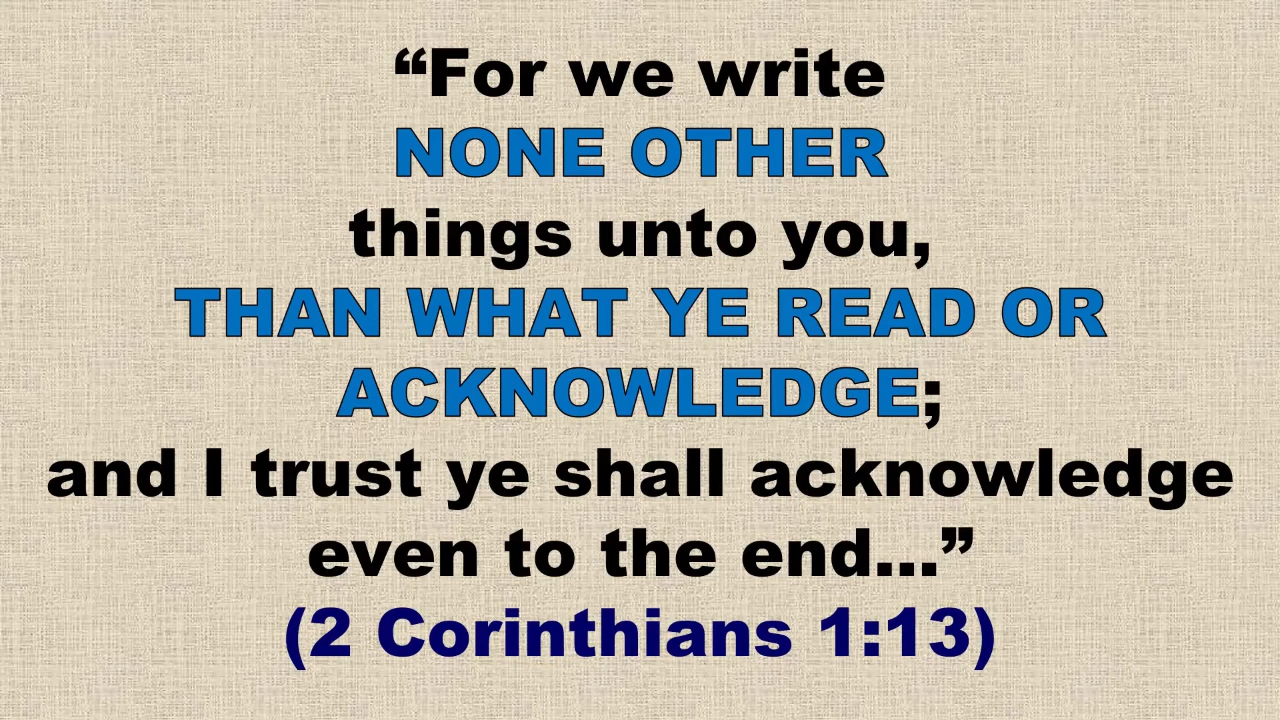 “For we write
NONE OTHER
things unto you,
THAN WHAT YE READ OR
ACKNOWLEDGE;
and I trust ye shall acknowledge
even to the end...”
(2 Corinthians 1:13)